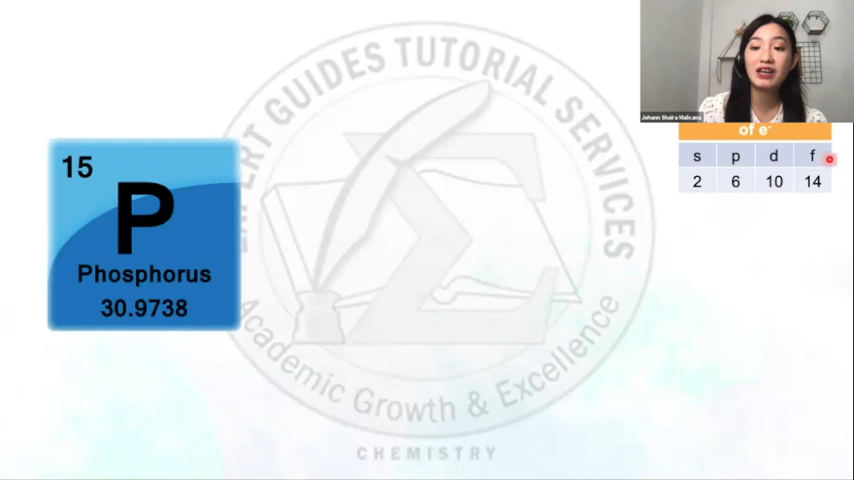 EXPERT GUIDES TUTORIAL SERVICES
Johann Shaira Malicana
of e⁻
s p d f
2 6 10 14
15
P
Phosphorus
30.9738
Academic Growth & Excellence
CHEMISTRY